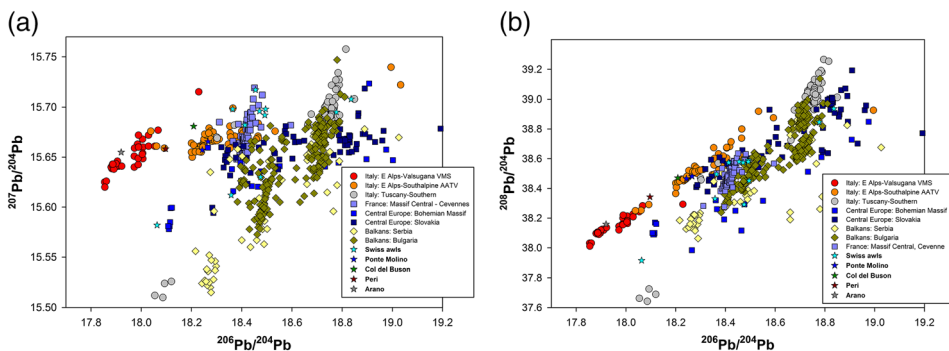 (a)
15.75
15.70
15.65
15.60
15.55
15.50
207Pb/204Pb
17.8 18.0 18.2 18.4 18.6 18.8 19.0 19.2
206Pb/204Pb
Italy: E Alps-Valsugana VMS
Italy: E Alps-Southalpine AATV
Italy: Tuscany-Southern
France: Massif Central - Cevennes
Central Europe: Bohemian Massif
Central Europe: Slovakia
Balkans: Serbia
Balkans: Bulgaria
Swiss awls
Ponte Molino
Col del Buson
Peri
Arano
(b)
39.2
39.0
38.8
38.6
38.4
38.2
38.0
37.8
37.6
208Pb/204Pb
17.8 18.0 18.2 18.4 18.6 18.8 19.0 19.2
206Pb/204Pb
Italy: E Alps-Valsugana VMS
Italy: E Alps-Southalpine AATV
Italy: Tuscany-Southern
Central Europe: Bohemian Massif
Central Europe: Slovakia
Balkans: Serbia
Balkans: Bulgaria
France: Massif Central, Cevenne
Swiss awls
Ponte Molino
Col del Buson
Peri
Arano